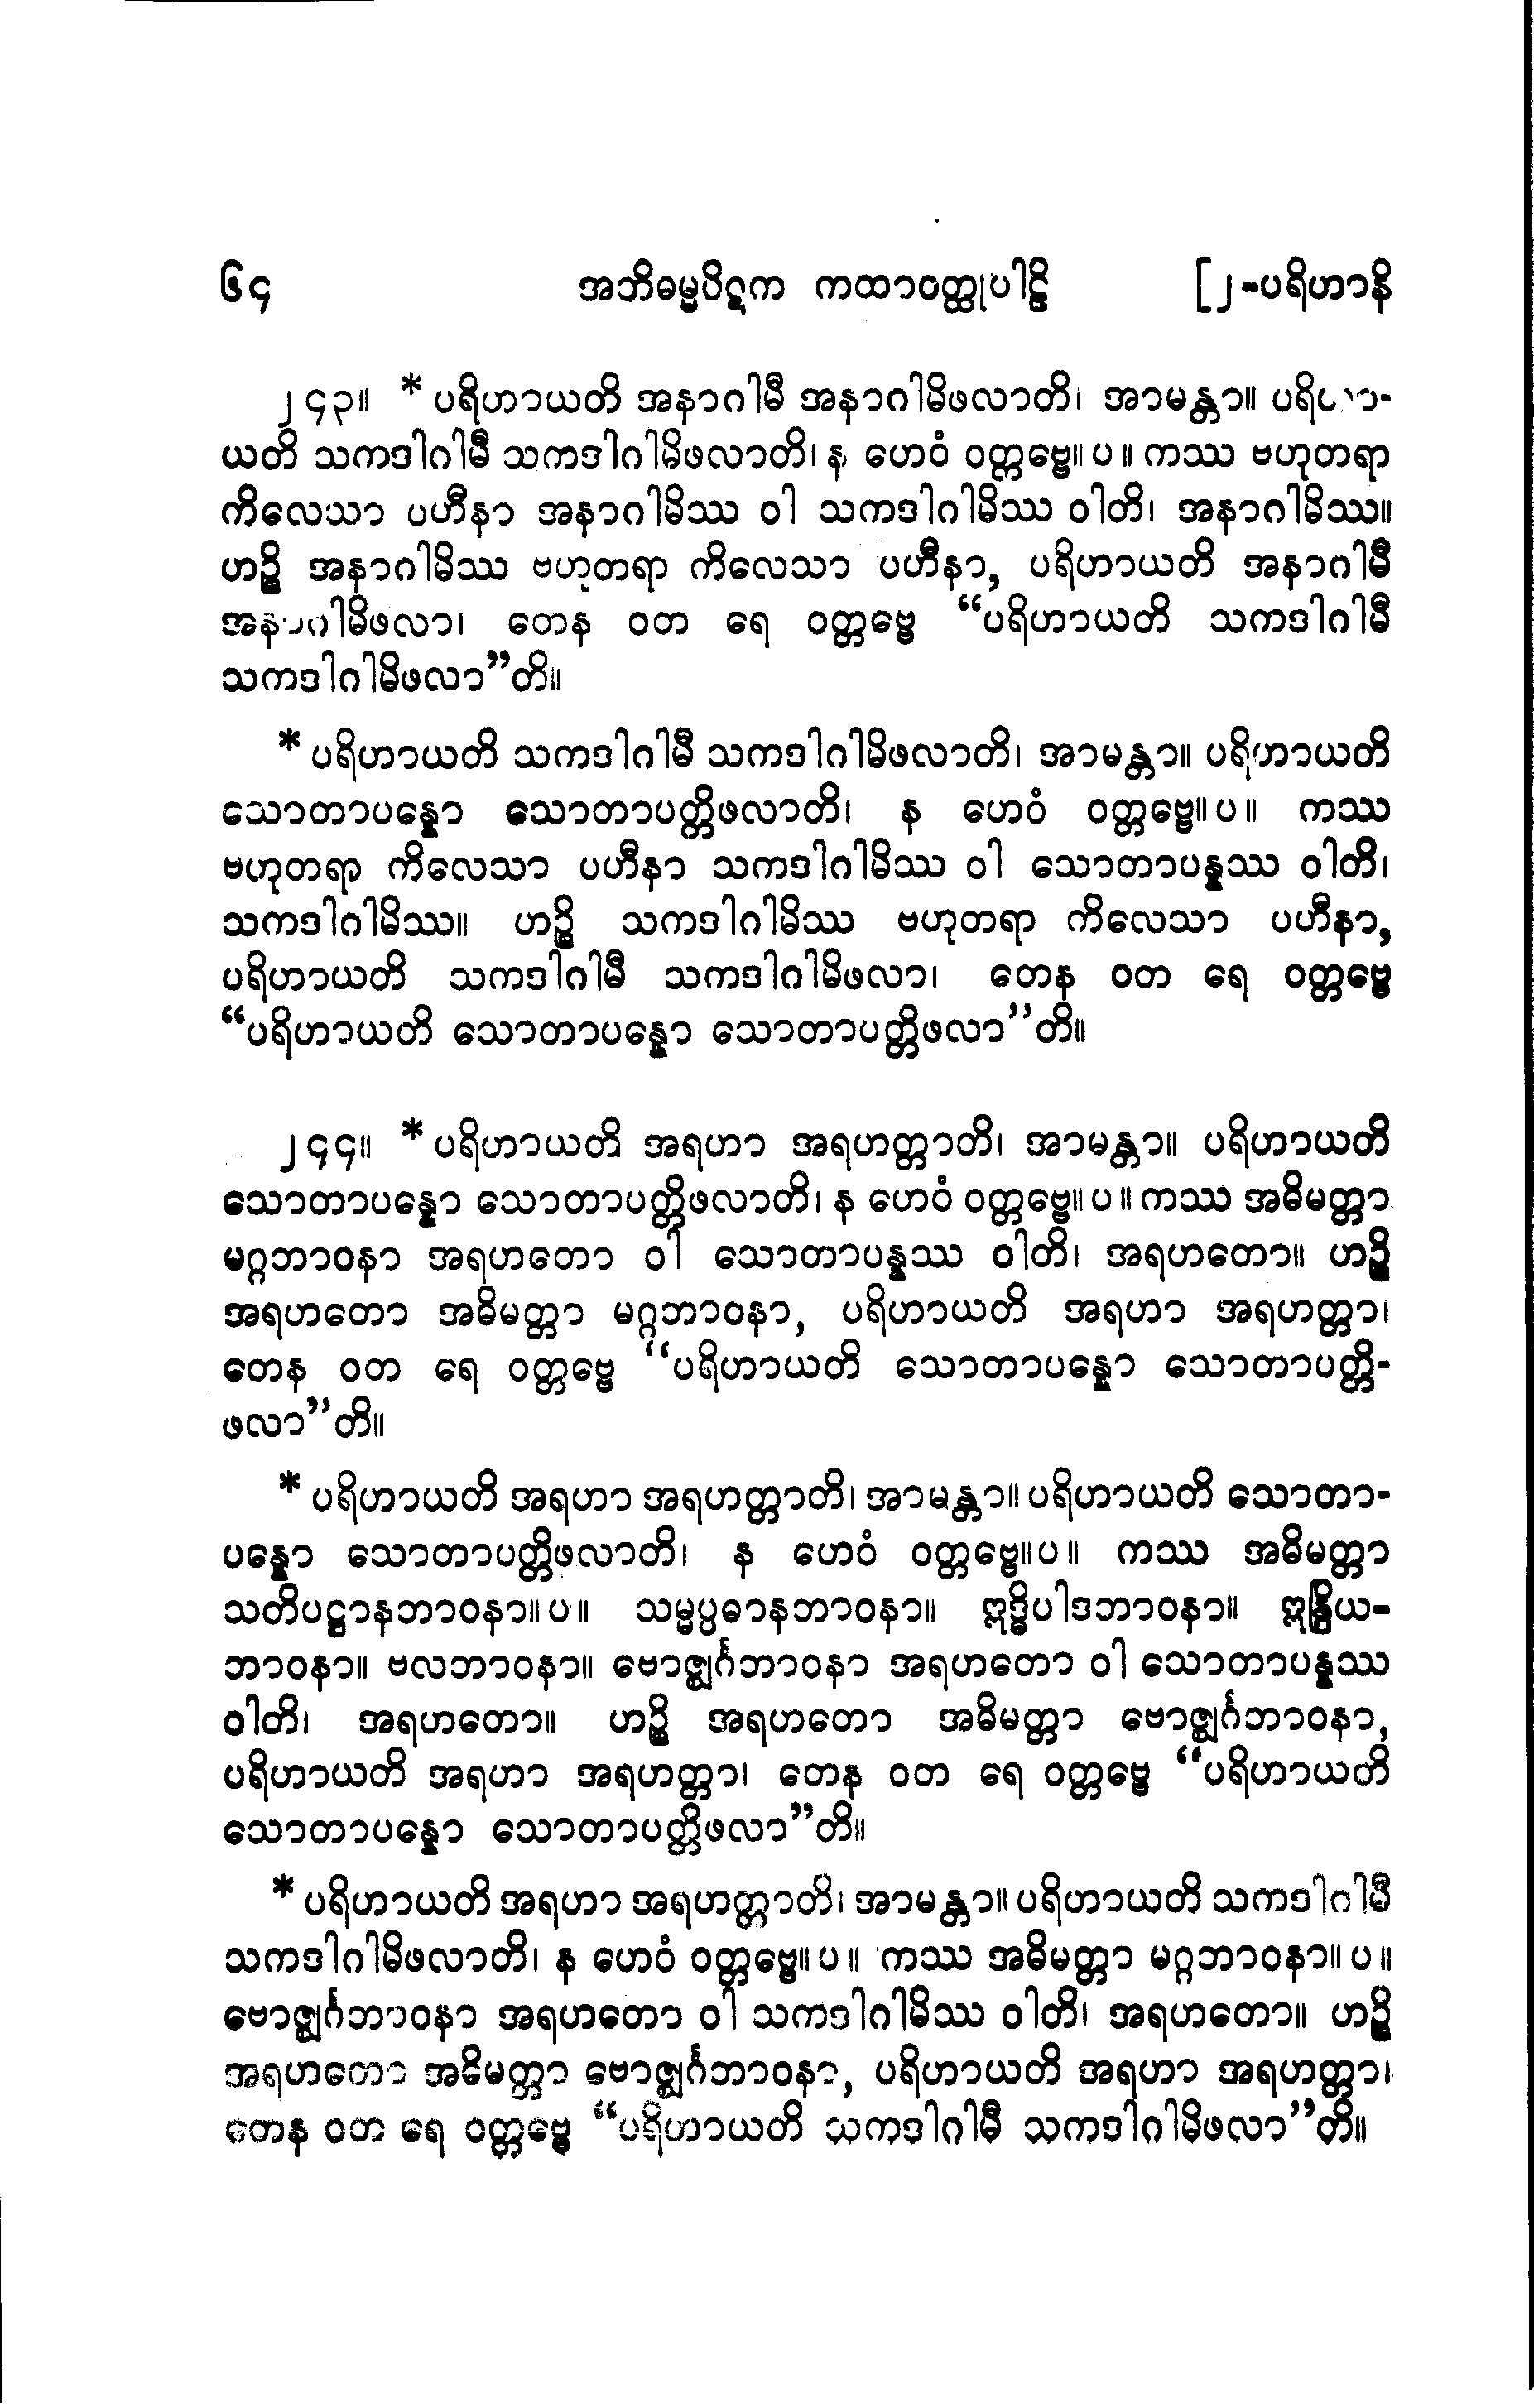 ၆၄ အဘိဓမ္မပိဋက ကထာဝတ္ထုပါဠိ [၂-ပရိဟာနိ
၂၄၃။ * ပရိဟာယတိ အနာဂါမီ အနာဂါမိဖလာတိ၊ အာမန္တာ။ ပရိဟာ-
ယတိ သကဒါဂါမီ သကဒါဂါမိဖလာတိ၊ န ဟေဝံ ဝတ္တဗ္ဗေ။ ပ ။ ကဿ ဗဟုတရာ
ကိလေသာ ပဟီနာ အနာဂါမိဿ ဝါ သကဒါဂါမိဿ ဝါတိ၊ အနာဂါမိဿ။
ဟဉ္စိ အနာဂါမိဿ ဗဟုတရာ ကိလေသာ ပဟီနာ, ပရိဟာယတိ အနာဂါမီ
အနာဂါမိဖလာ၊ တေန ဝတ ရေ ဝတ္တဗ္ဗေ “ပရိဟာယတိ သကဒါဂါမီ
သကဒါဂါမိဖလာ”တိ။
* ပရိဟာယတိ သကဒါဂါမီ သကဒါဂါမိဖလာတိ၊ အာမန္တာ။ ပရိဟာယတိ
သောတာပန္နော သောတာပတ္တိဖလာတိ၊ န ဟေဝံ ဝတ္တဗ္ဗေ။ ပ။ ကဿ
ဗဟုတရာ ကိလေသာ ပဟီနာ သကဒါဂါမိဿ ဝါ သောတာပန္နဿ ဝါတိ၊
သကဒါဂါမိဿ။ ဟဉ္စိ သကဒါဂါမိဿ ဗဟုတရာ ကိလေသာ ပဟီနာ,
ပရိဟာယတိ သကဒါဂါမီ သကဒါဂါမိဖလာ၊ တေန ဝတ ရေ ဝတ္တဗ္ဗေ
“ပရိဟာယတိ သောတာပန္နော သောတာပတ္တိဖလာ”တိ။
၂၄၄။ * ပရိဟာယတိ အရဟာ အရဟတ္တာတိ၊ အာမန္တာ။ ပရိဟာယတိ
သောတာပန္နော သောတာပတ္တိဖလာတိ၊ န ဟေဝံ ဝတ္တဗ္ဗေ။ ပ ။ ကဿ အဓိမတ္တာ
မဂ္ဂဘာဝနာ အရဟတော ဝါ သောတာပန္နဿ ဝါတိ၊ အရဟတော။ ဟဉ္စိ
အရဟတော အဓိမတ္တာ မဂ္ဂဘာဝနာ, ပရိဟာယတိ အရဟာ အရဟတ္တာ၊
တေန ဝတ ရေ ဝတ္တဗ္ဗေ “ပရိဟာယတိ သောတာပန္နော သောတာပတ္တိ-
ဖလာ”တိ။
* ပရိဟာယတိ အရဟာ အရဟတ္တာတိ၊ အာမန္တာ။ ပရိဟာယတိ သောတာ-
ပန္နော သောတာပတ္တိဖလာတိ၊ န ဟေဝံ ဝတ္တဗ္ဗေ။ပ။ ကဿ အဓိမတ္တာ
သတိပဋ္ဌာနဘာဝနာ။ ပ။ သမ္မပ္ပဓာနဘာဝနာ။ ဣဒ္ဓိပါဒဘာဝနာ။ ဣန္ဒြိယ-
ဘာဝနာ။ ဗလဘာဝနာ။ ဗောဇ္ဈင်္ဂဘာဝနာ အရဟတော ဝါ သောတာပန္နဿ
ဝါတိ၊ အရဟတော။ ဟဉ္စိ အရဟတော အဓိမတ္တာ ဗောဇ္ဈင်္ဂဘာဝနာ,
ပရိဟာယတိ အရဟာ အရဟတ္တာ၊ တေန ဝတ ရေ ဝတ္တဗ္ဗေ “ပရိဟာယတိ
သောတာပန္နော သောတာပတ္တိဖလာ”တိ။
* ပရိဟာယတိ အရဟာ အရဟတ္တာတိ၊ အာမန္တာ။ ပရိဟာယတိ သကဒါဂါမီ
သကဒါဂါမိဖလာတိ၊ န ဟေဝံ ဝတ္တဗ္ဗေ။ ပ ။ ကဿ အဓိမတ္တာ မဂ္ဂဘာဝနာ။ ပ ။
ဗောဇ္ဈင်္ဂဘာဝနာ အရဟတော ဝါ သကဒါဂါမိဿ ဝါတိ၊ အရဟတော။ ဟဉ္စိ
အရဟတော အဓိမတ္တာ ဗောဇ္ဈင်္ဂဘာဝနာ, ပရိဟာယတိ အရဟာ အရဟတ္တာ၊
တေန ဝတ ရေ ဝတ္တဗ္ဗေ “ပရိဟာယတိ သကဒါဂါမီ သကဒါဂါမိဖလာ”တိ။